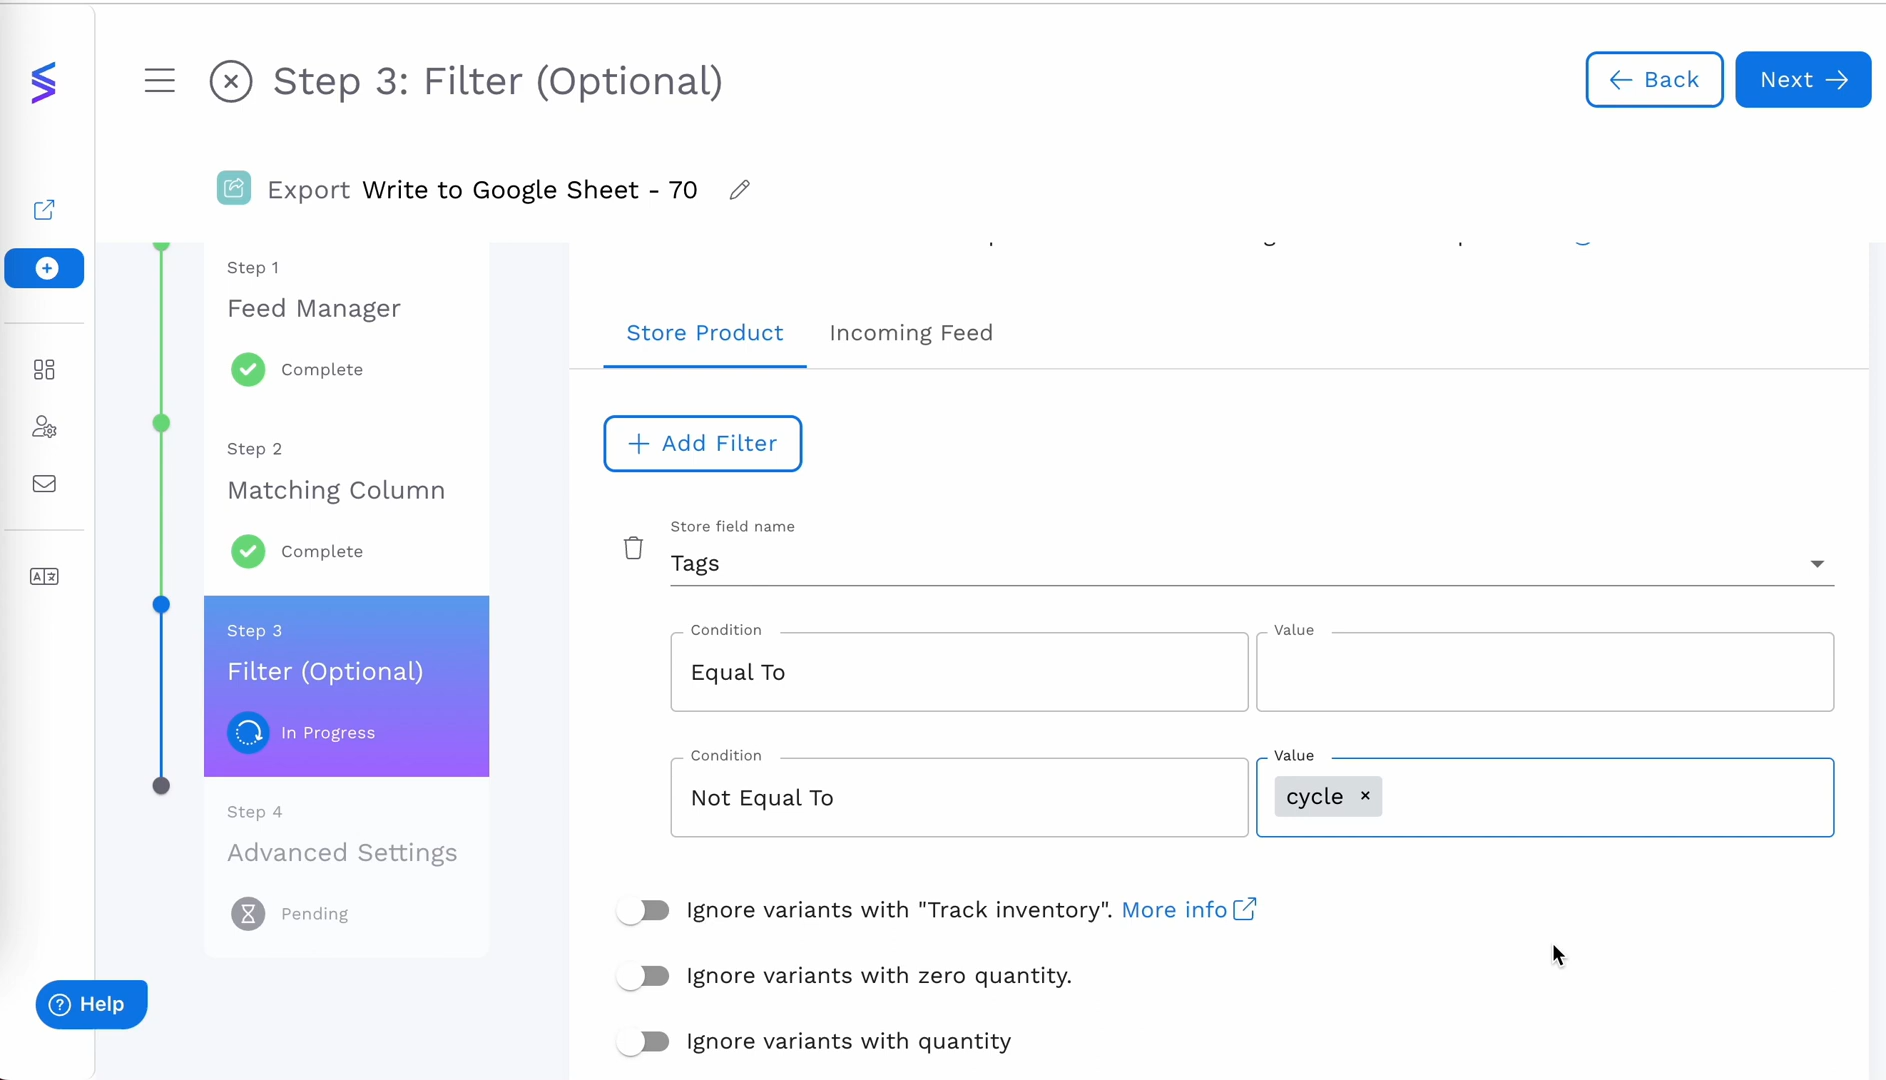 Step 3: Filter (Optional)
Back
Next
Export Write to Google Sheet - 70
Step 1
Feed Manager
Complete
Step 2
Matching Column
Complete
Step 3
Filter (Optional)
In Progress
Step 4
Advanced Settings
Pending
Help
Store Product
Incoming Feed
+ Add Filter
Store field name
Tags
Condition
Equal To
Value
Condition
Not Equal To
Value
cycle ×
Ignore variants with "Track inventory". More info
Ignore variants with zero quantity.
Ignore variants with quantity